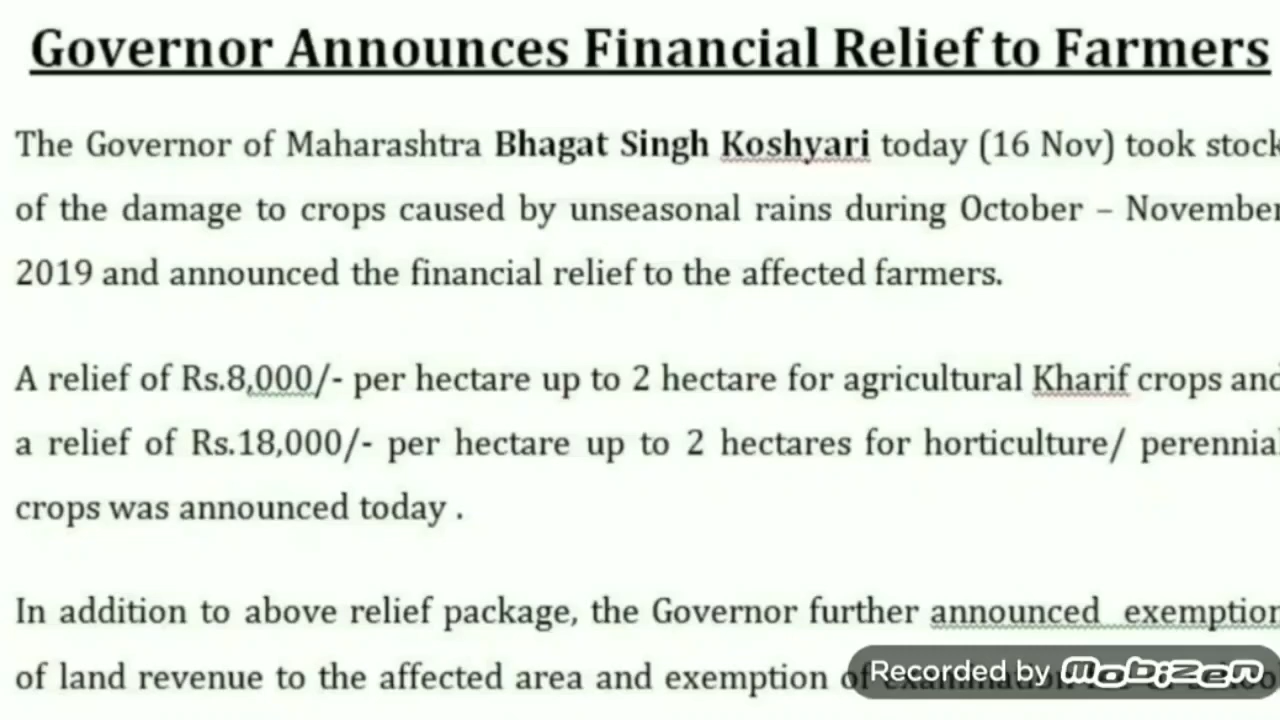 Governor Announces Financial Relief to Farmers
The Governor of Maharashtra Bhagat Singh Koshyari today (16 Nov) took stock
of the damage to crops caused by unseasonal rains during October – November
2019 and announced the financial relief to the affected farmers.
A relief of Rs.8,000/- per hectare up to 2 hectare for agricultural Kharif crops and
a relief of Rs.18,000/- per hectare up to 2 hectares for horticulture/ perennial
crops was announced today .
In addition to above relief package, the Governor further announced exemption
of land revenue to the affected area and exemption of
Recorded by Mobizen